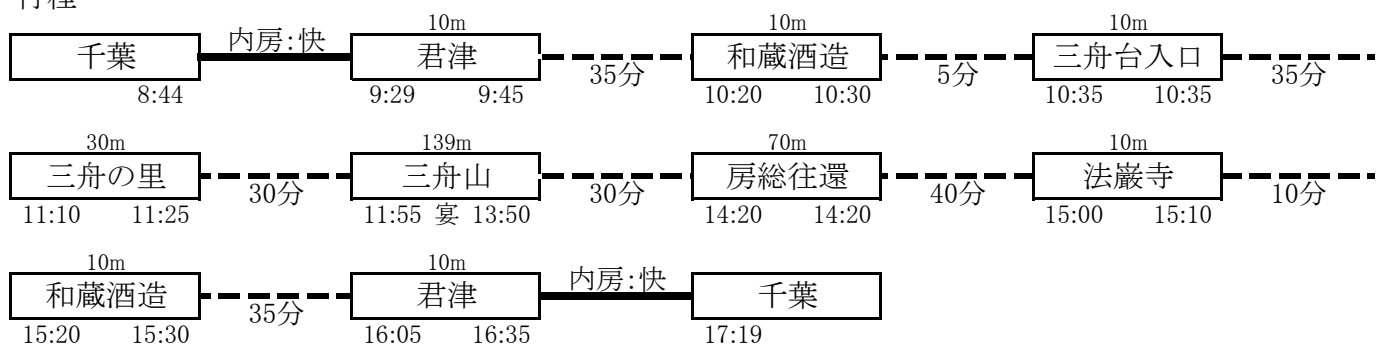 行程
10m 10m 10m
千葉 内房:快 君津 35分 和蔵酒造 5分 三舟台入口 35分
8:44 9:29 9:45 10:20 10:30 10:35 10:35
30m 139m 70m 10m
三舟の里 30分 三舟山 30分 房総往還 40分 法巌寺 10分
11:10 11:25 11:55 宴 13:50 14:20 14:20 15:00 15:10
10m 10m
和蔵酒造 35分 君津 内房:快 千葉
15:20 15:30 16:05 16:35 17:19